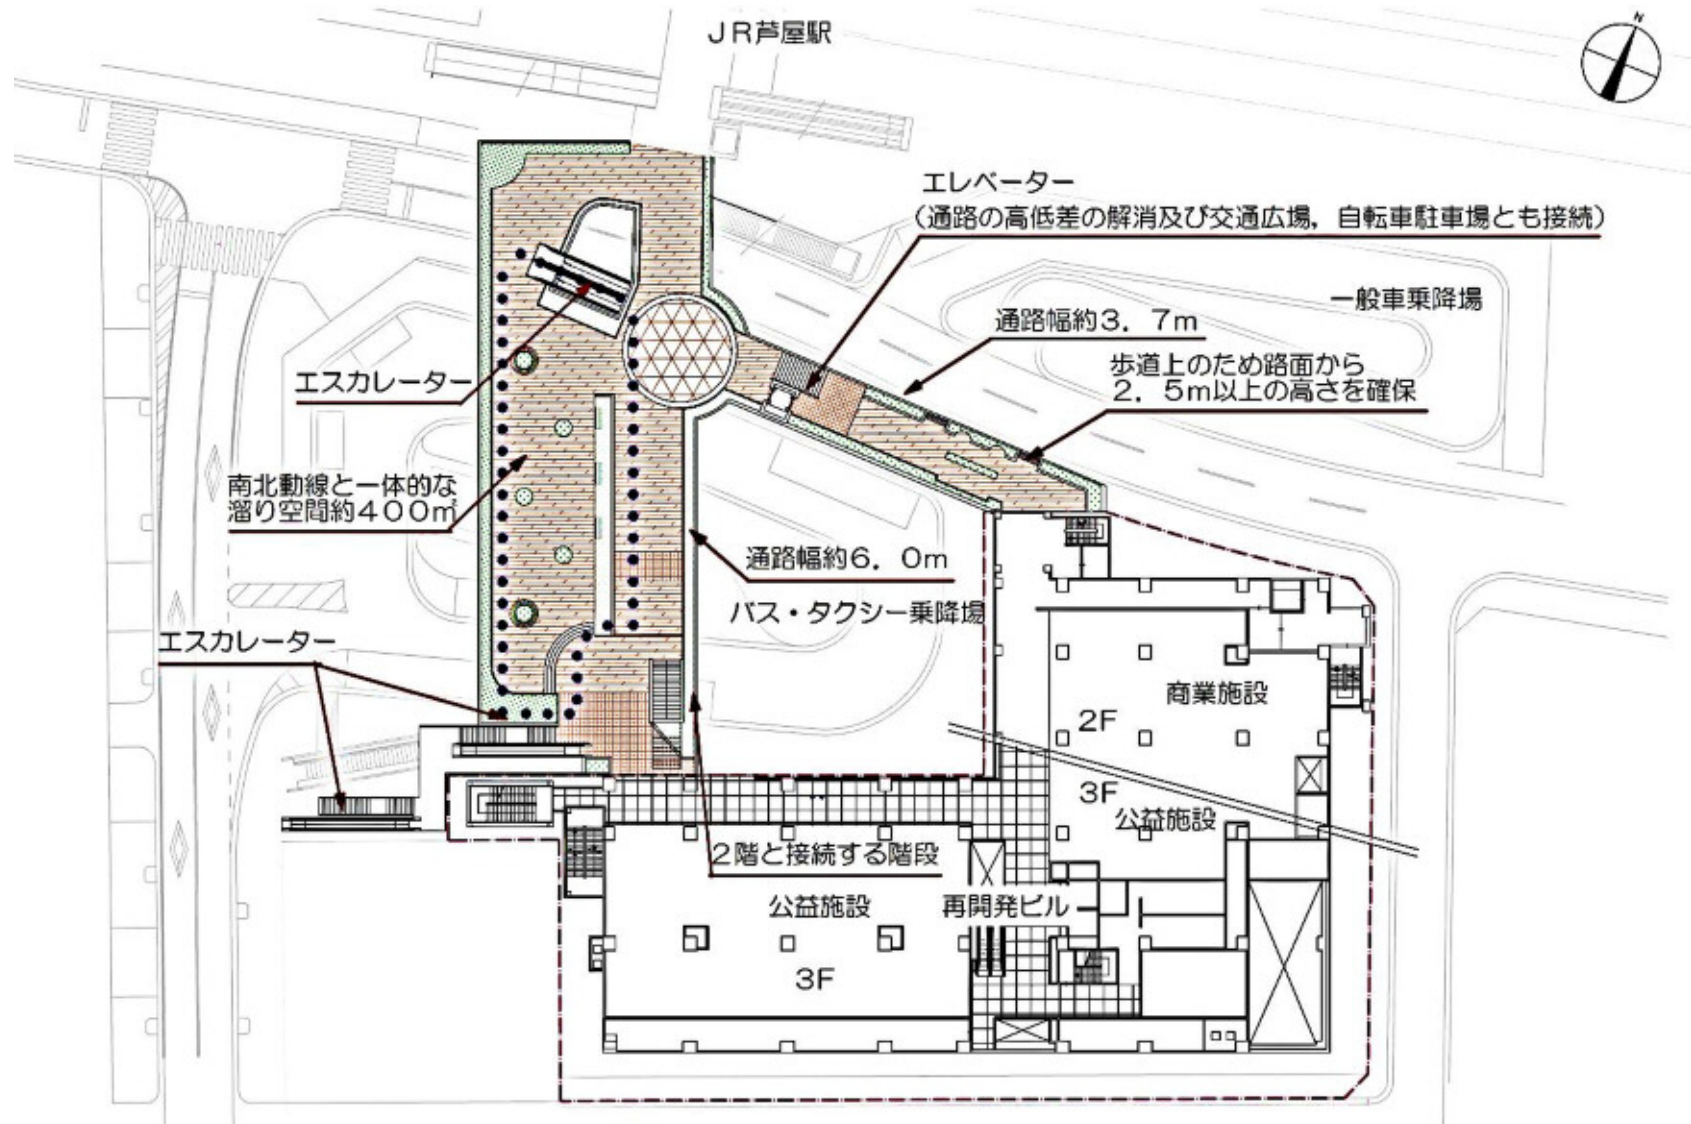 JR芦屋駅
N
エレベーター
（通路の高低差の解消及び交通広場，自転車駐車場とも接続）
一般車乗降場
通路幅約3．7m
歩道上のため路面から
2．5m以上の高さを確保
エスカレーター
南北動線と一体的な
溜り空間約400㎡
通路幅約6．0m
バス・タクシー乗降場
エスカレーター
商業施設
2F
3F
公益施設
2階と接続する階段
公益施設
再開発ビル
3F